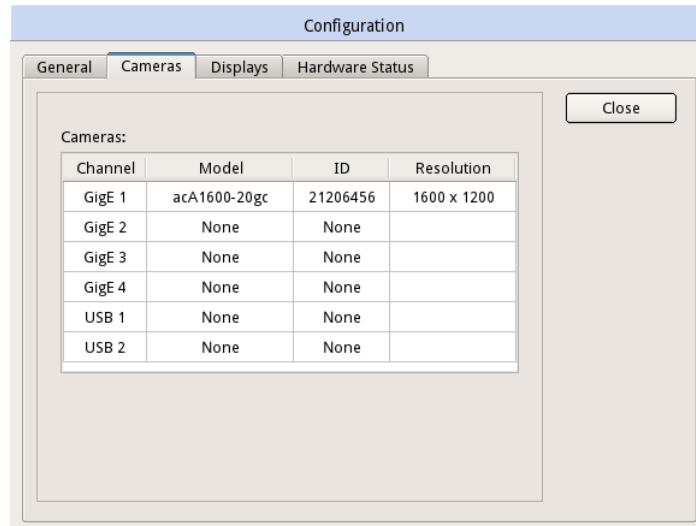 Configuration
General Cameras Displays Hardware Status
Close
Cameras:
Channel Model ID Resolution
GigE 1 acA1600-20gc 21206456 1600 x 1200
GigE 2 None None
GigE 3 None None
GigE 4 None None
USB 1 None None
USB 2 None None